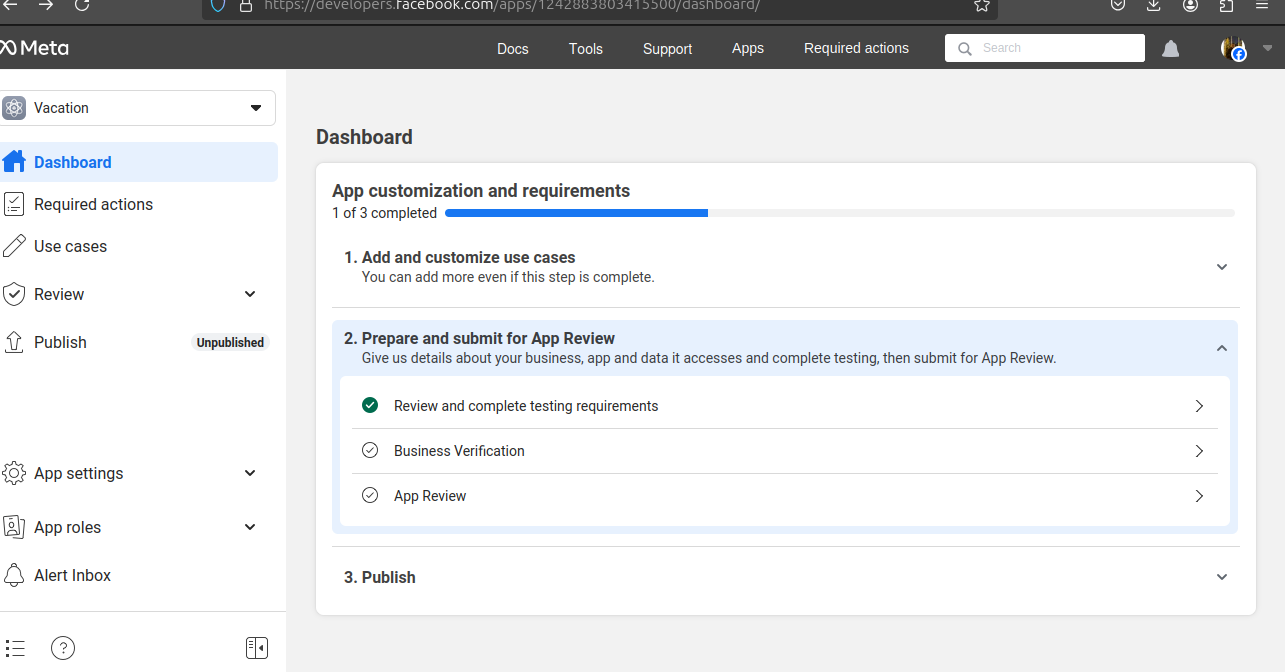 https://developers.facebook.com/apps/1242883803415500/dashboard/
Meta
Docs
Tools
Support
Apps
Required actions
Search
Vacation
Dashboard
Required actions
Use cases
Review
Publish
Unpublished
App settings
App roles
Alert Inbox
Dashboard
App customization and requirements
1 of 3 completed
1. Add and customize use cases
You can add more even if this step is complete.
2. Prepare and submit for App Review
Give us details about your business, app and data it accesses and complete testing, then submit for App Review.
Review and complete testing requirements
Business Verification
App Review
3. Publish